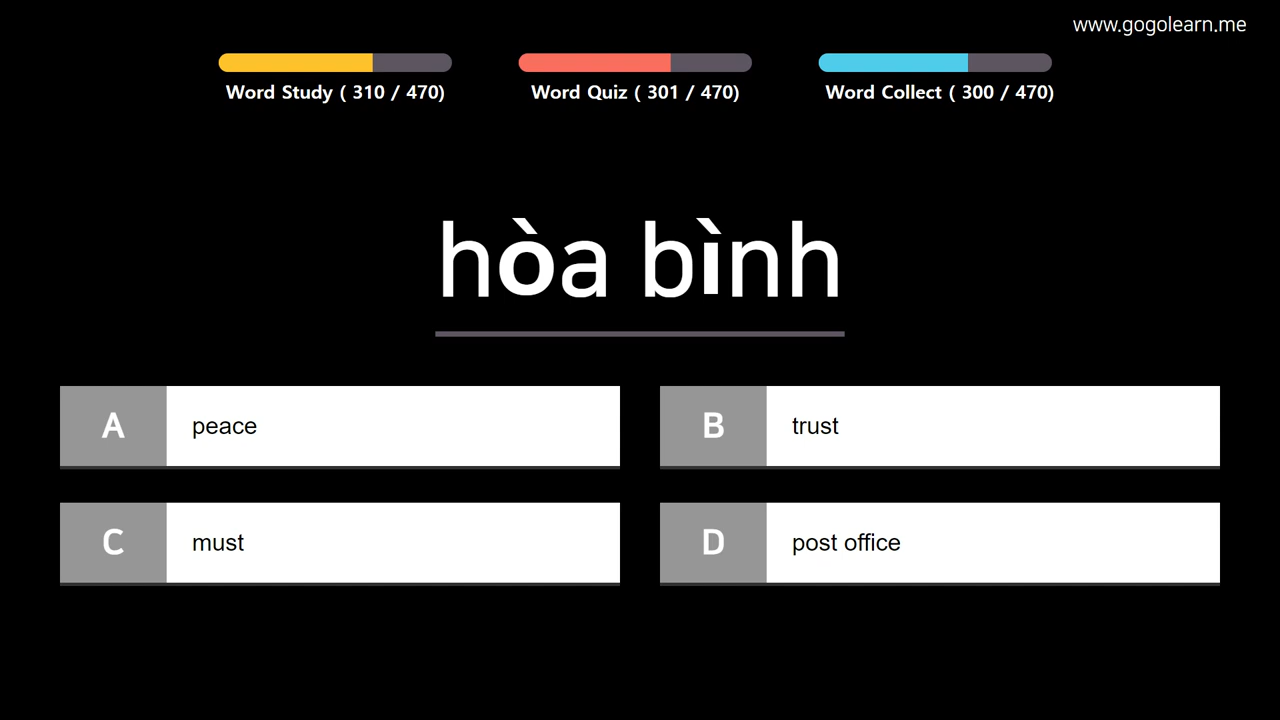 www.gogolearn.me
Word Study ( 310 / 470)
Word Quiz ( 301 / 470)
Word Collect ( 300 / 470)
hòa bình
A peace
B trust
C must
D post office